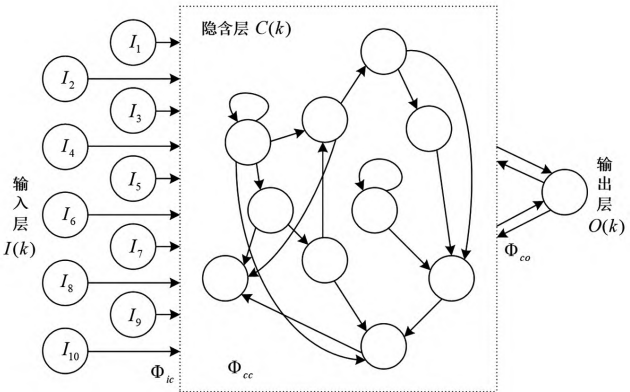 隐含层 C(k)
I₁
I₂
I₃
I₄
I₅
I₆
I₇
I₈
I₉
I₁₀
输入层
I(k)
Φic
Φcc
Φco
输出层
O(k)